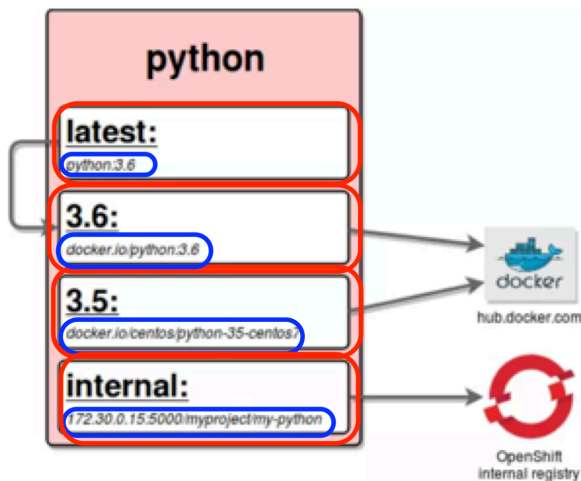 python
latest:
python:3.6
3.6:
docker.io/python:3.6
3.5:
docker.io/centos/python-35-centos7
internal:
172.30.0.15:5000/myproject/my-python
docker
hub.docker.com
OpenShift
internal registry